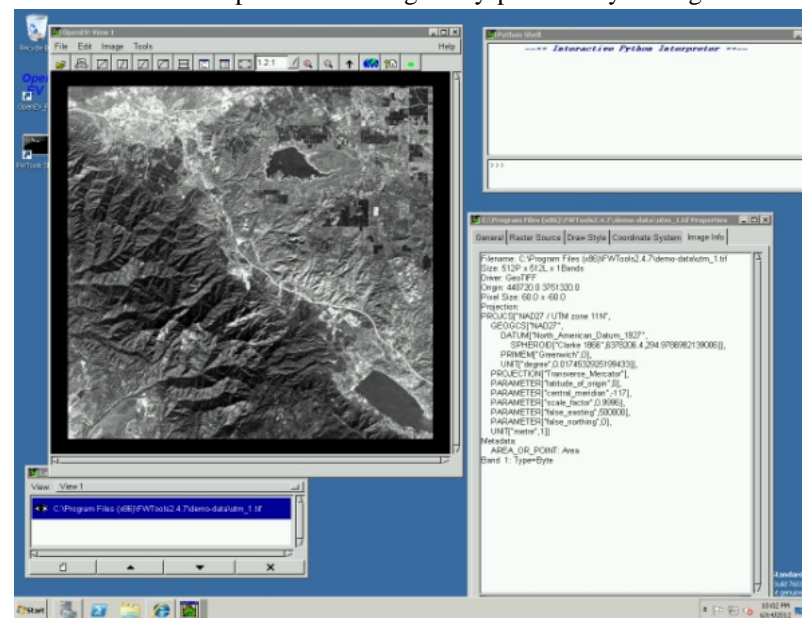 OpenEV: View 1
File Edit Image Tools Help
1.2:1
Python Shell
--== Interactive Python Interpreter ==--
>>>
C:\Program Files (x86)\FWTools2.4.7\demo-data\utm_1.tif Properties
General Raster Source Draw Style Coordinate System Image Info
Filename: C:\Program Files (x86)\FWTools2.4.7\demo-data\utm_1.tif
Size: 512P x 512L x 1Bands
Driver: GeoTIFF
Origin: 440720.0 3751320.0
Pixel Size: 60.0 x -60.0
Projection:
PROJCS["NAD27 / UTM zone 11N",
GEOGCS["NAD27",
DATUM["North_American_Datum_1927",
SPHEROID["Clarke 1866",6378206.4,294.9786982139006]],
PRIMEM["Greenwich",0],
UNIT["degree",0.0174532925199433]],
PROJECTION["Transverse_Mercator"],
PARAMETER["latitude_of_origin",0],
PARAMETER["central_meridian",-117],
PARAMETER["scale_factor",0.9996],
PARAMETER["false_easting",500000],
PARAMETER["false_northing",0],
UNIT["metre",1]]
Metadata:
AREA_OR_POINT: Area
Band 1: Type=Byte
View: View 1
C:\Program Files (x86)\FWTools2.4.7\demo-data\utm_1.tif
Start
10:02 PM
6/14/2012